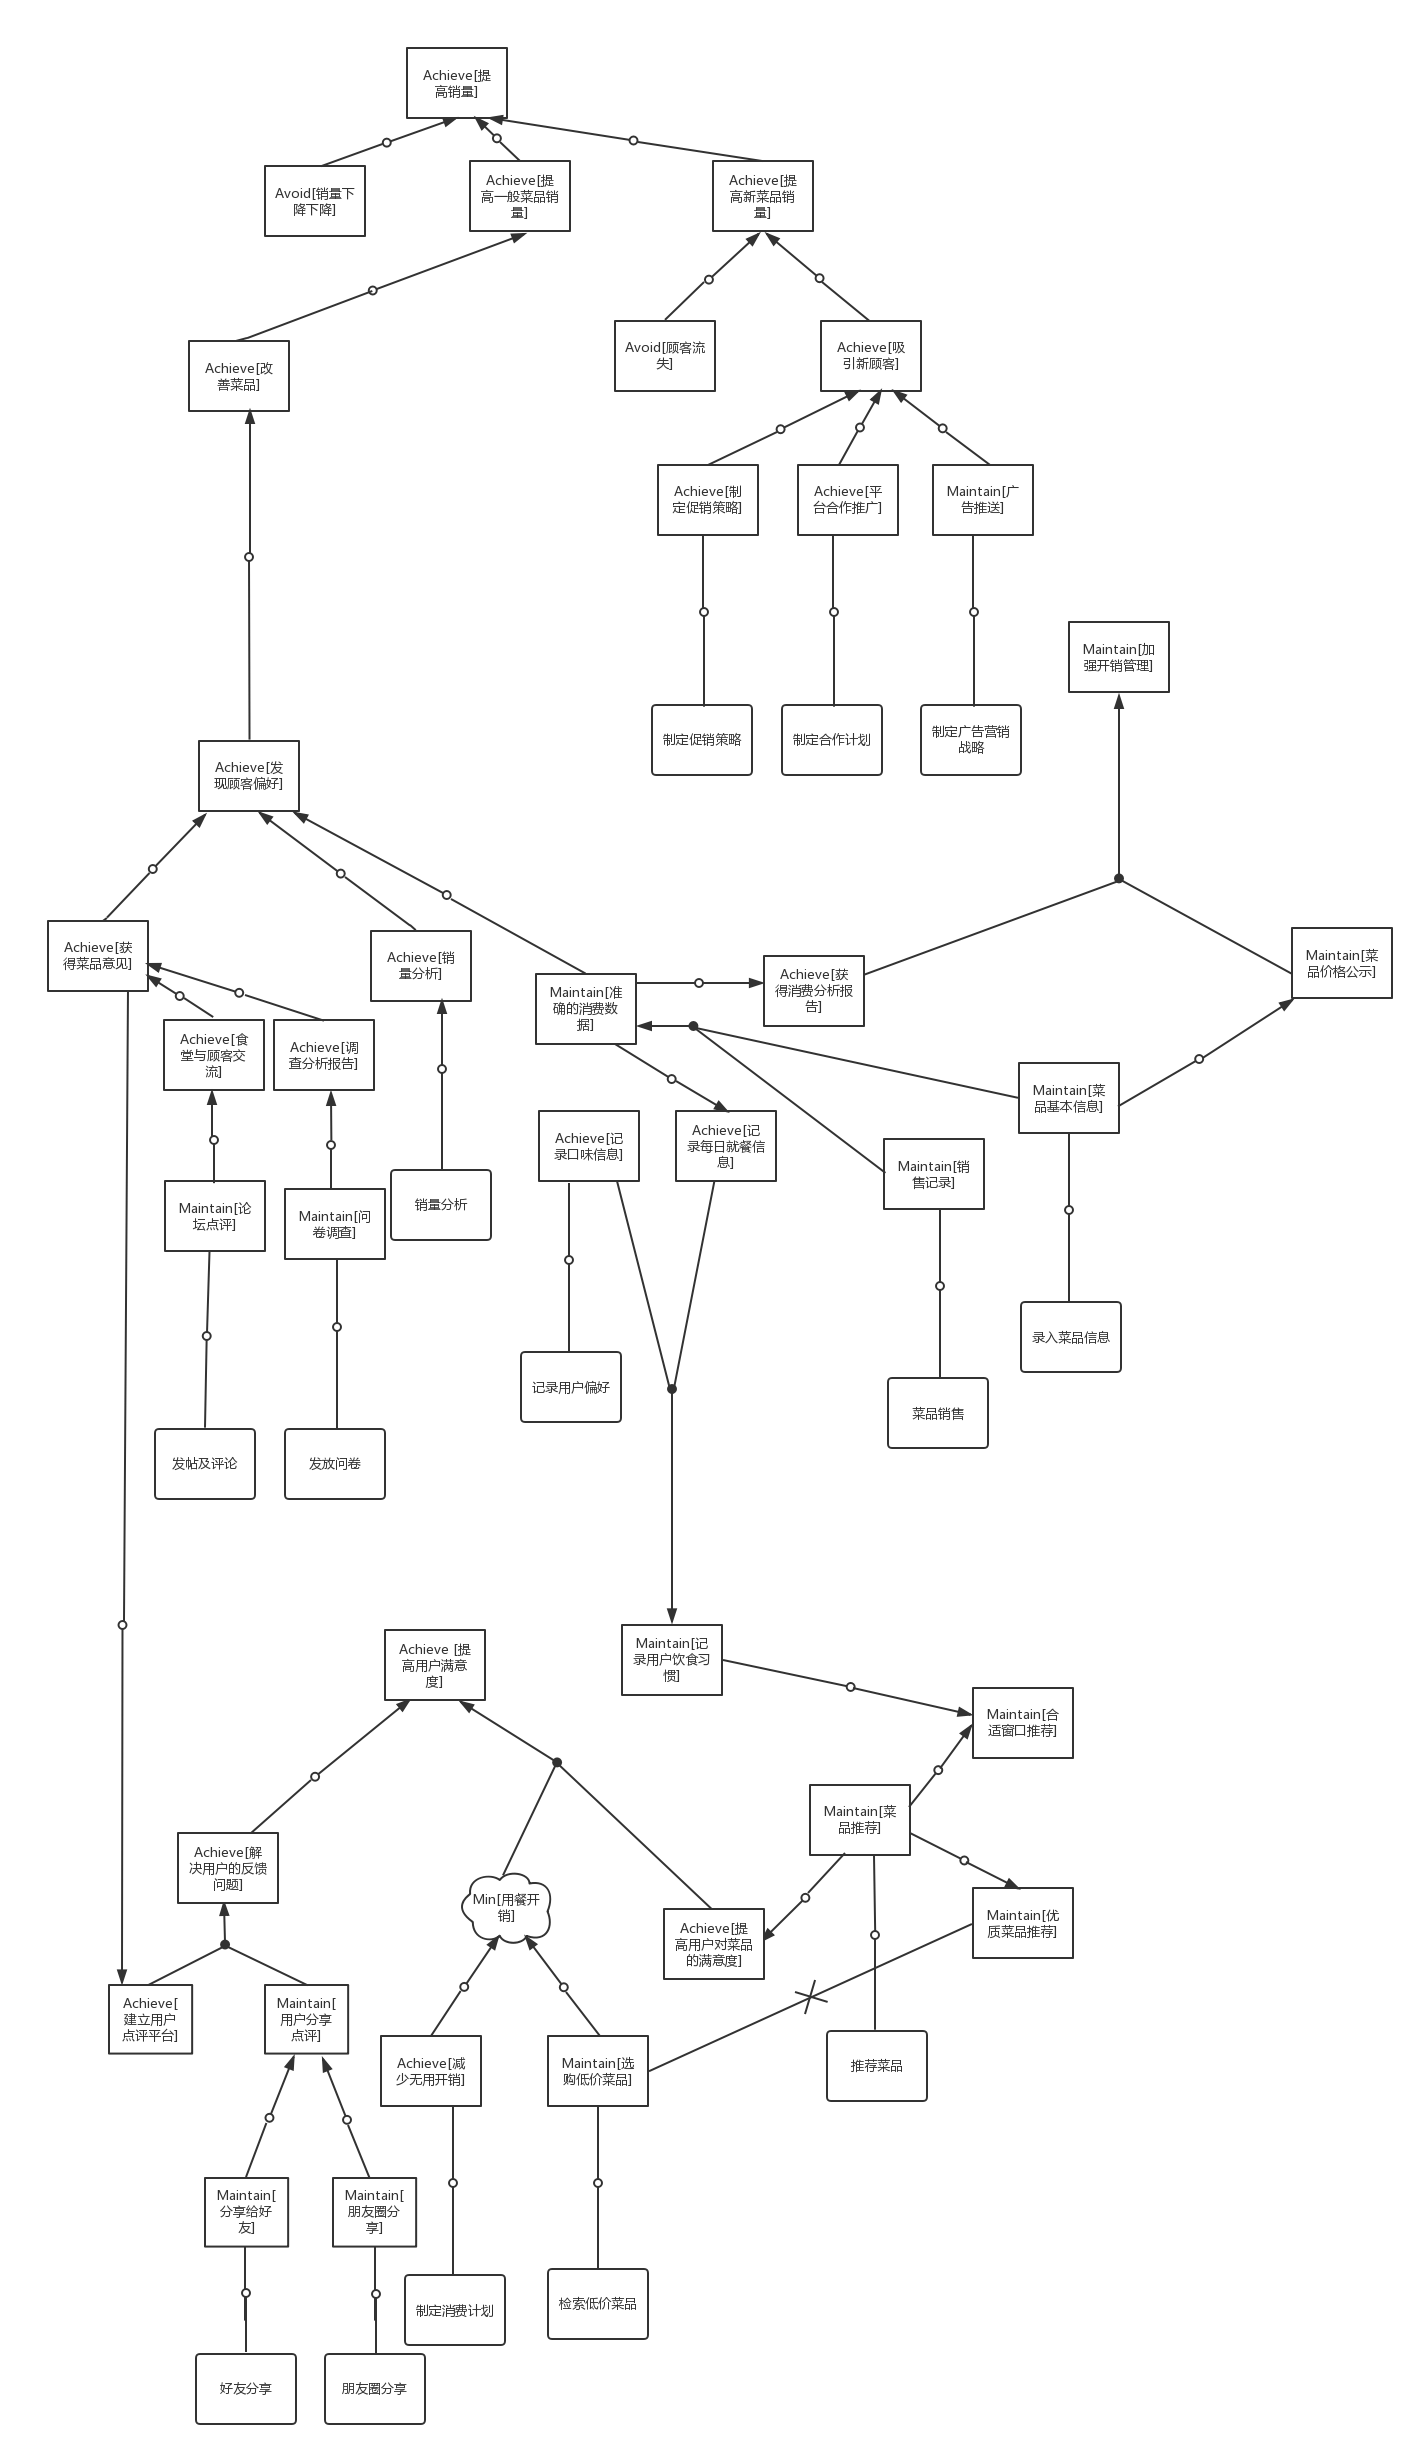 Achieve[提
高销量]
Avoid[销量下
降下降]
Achieve[提
高一般菜品销
量]
Achieve[提
高新菜品销
量]
Achieve[改
善菜品]
Avoid[顾客流
失]
Achieve[吸
引新顾客]
Achieve[制
定促销策略]
Achieve[平
台合作推广]
Maintain[广
告推送]
Maintain[加
强开销管理]
制定促销策略
制定合作计划
制定广告营销
战略
Achieve[发
现顾客偏好]
Achieve[获
得菜品意见]
Achieve[销
量分析]
Maintain[准
确的消费数
据]
Achieve[获
得消费分析报
告]
Maintain[菜
品价格公示]
Achieve[食
堂与顾客交
流]
Achieve[调
查分析报告]
Maintain[菜
品基本信息]
Achieve[记
录口味信息]
Achieve[记
录每日就餐信
息]
Maintain[销
售记录]
Maintain[论
坛点评]
Maintain[问
卷调查]
销量分析
录入菜品信息
记录用户偏好
菜品销售
发帖及评论
发放问卷
Achieve [提
高用户满意
度]
Maintain[记
录用户饮食习
惯]
Maintain[合
适窗口推荐]
Maintain[菜
品推荐]
Achieve[解
决用户的反馈
问题]
Min[用餐开
销]
Achieve[提
高用户对菜品
的满意度]
Maintain[优
质菜品推荐]
Achieve[
建立用户
点评平台]
Maintain[
用户分享
点评]
Achieve[减
少无用开销]
Maintain[选
购低价菜品]
推荐菜品
Maintain[
分享给好
友]
Maintain[
朋友圈分
享]
制定消费计划
检索低价菜品
好友分享
朋友圈分享